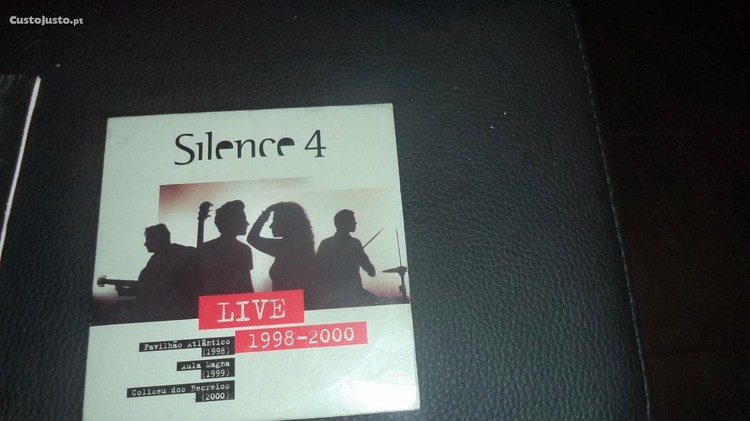 CustoJusto.pt
Silence 4
LIVE
1998-2000
Pavilhão Atlântico
(1998)
Aula Magna
(1999)
Coliseu dos Recreios
(2000)